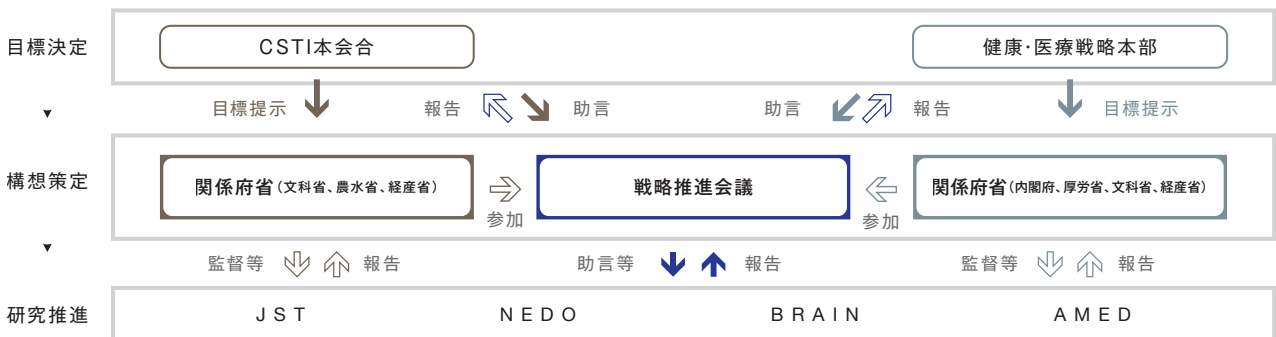 目標決定
CSTI本会合
健康・医療戦略本部
目標提示
報告
助言
助言
報告
目標提示
構想策定
関係府省(文科省、農水省、経産省)
参加
戦略推進会議
参加
関係府省(内閣府、厚労省、文科省、経産省)
監督等
報告
助言等
報告
監督等
報告
研究推進
JST
NEDO
BRAIN
AMED